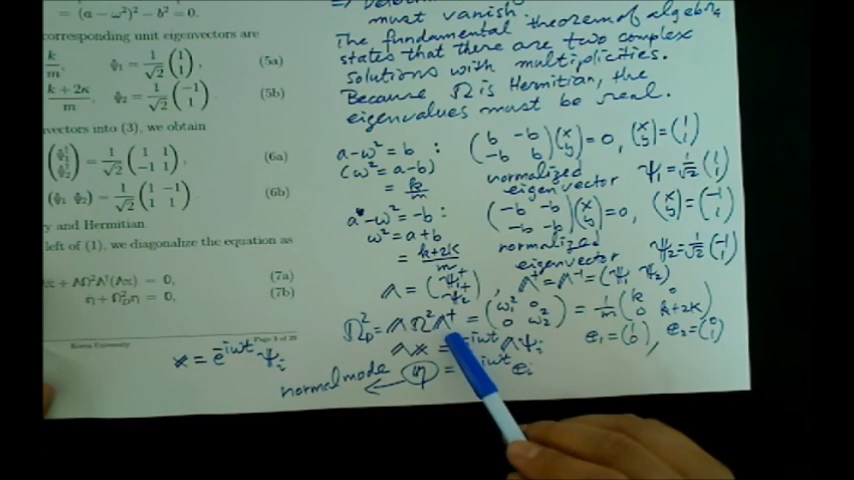 = (a − ω²)² − b² = 0.
corresponding unit eigenvectors are
k/m, ψ₁ = 1/√2 (1 1), (5a)
k + 2κ/m, ψ₂ = 1/√2 (−1 1) (5b)
vectors into (3), we obtain
= 1/√2 (1 1 −1 1), (6a)
(ψ₁ ψ₂) = 1/√2 (1 −1 1 1) (6b)
y and Hermitian.
left of (1), we diagonalize the equation as
ẍ + ΛΩ²Λ†(Λx) = 0, (7a)
η̈ + Ω²_D η = 0, (7b)
must vanish
The fundamental theorem of algebra
states that there are two complex
solutions with multiplicities.
Because Ω is Hermitian, the
eigenvalues must be real.
a−ω² = b : (b −b −b b)(x y) = 0, (x y) = (1 1)
(ω² = a−b) normalized
= k/m eigenvector ψ₁ = 1/√2 (1 1)
a−ω² = −b : (−b −b −b −b)(x y) = 0, (x y) = (−1 1)
ω² = a+b normalized
= k+2κ/m eigenvector ψ₂ = 1/√2 (−1 1)
Λ = (ψ₁† ψ₂†), Λ† = Λ⁻¹ = (ψ₁ ψ₂)
Ω²_D = ΛΩ²Λ† = (ω₁² 0 0 ω₂²) = 1/m (k 0 0 k+2κ)
Λx = e^{-iωt} Λψᵢ e₁ = (1 0), e₂ = (0 1)
x = e^{-iωt} ψᵢ
normal mode ← η = e^{-iωt} eᵢ